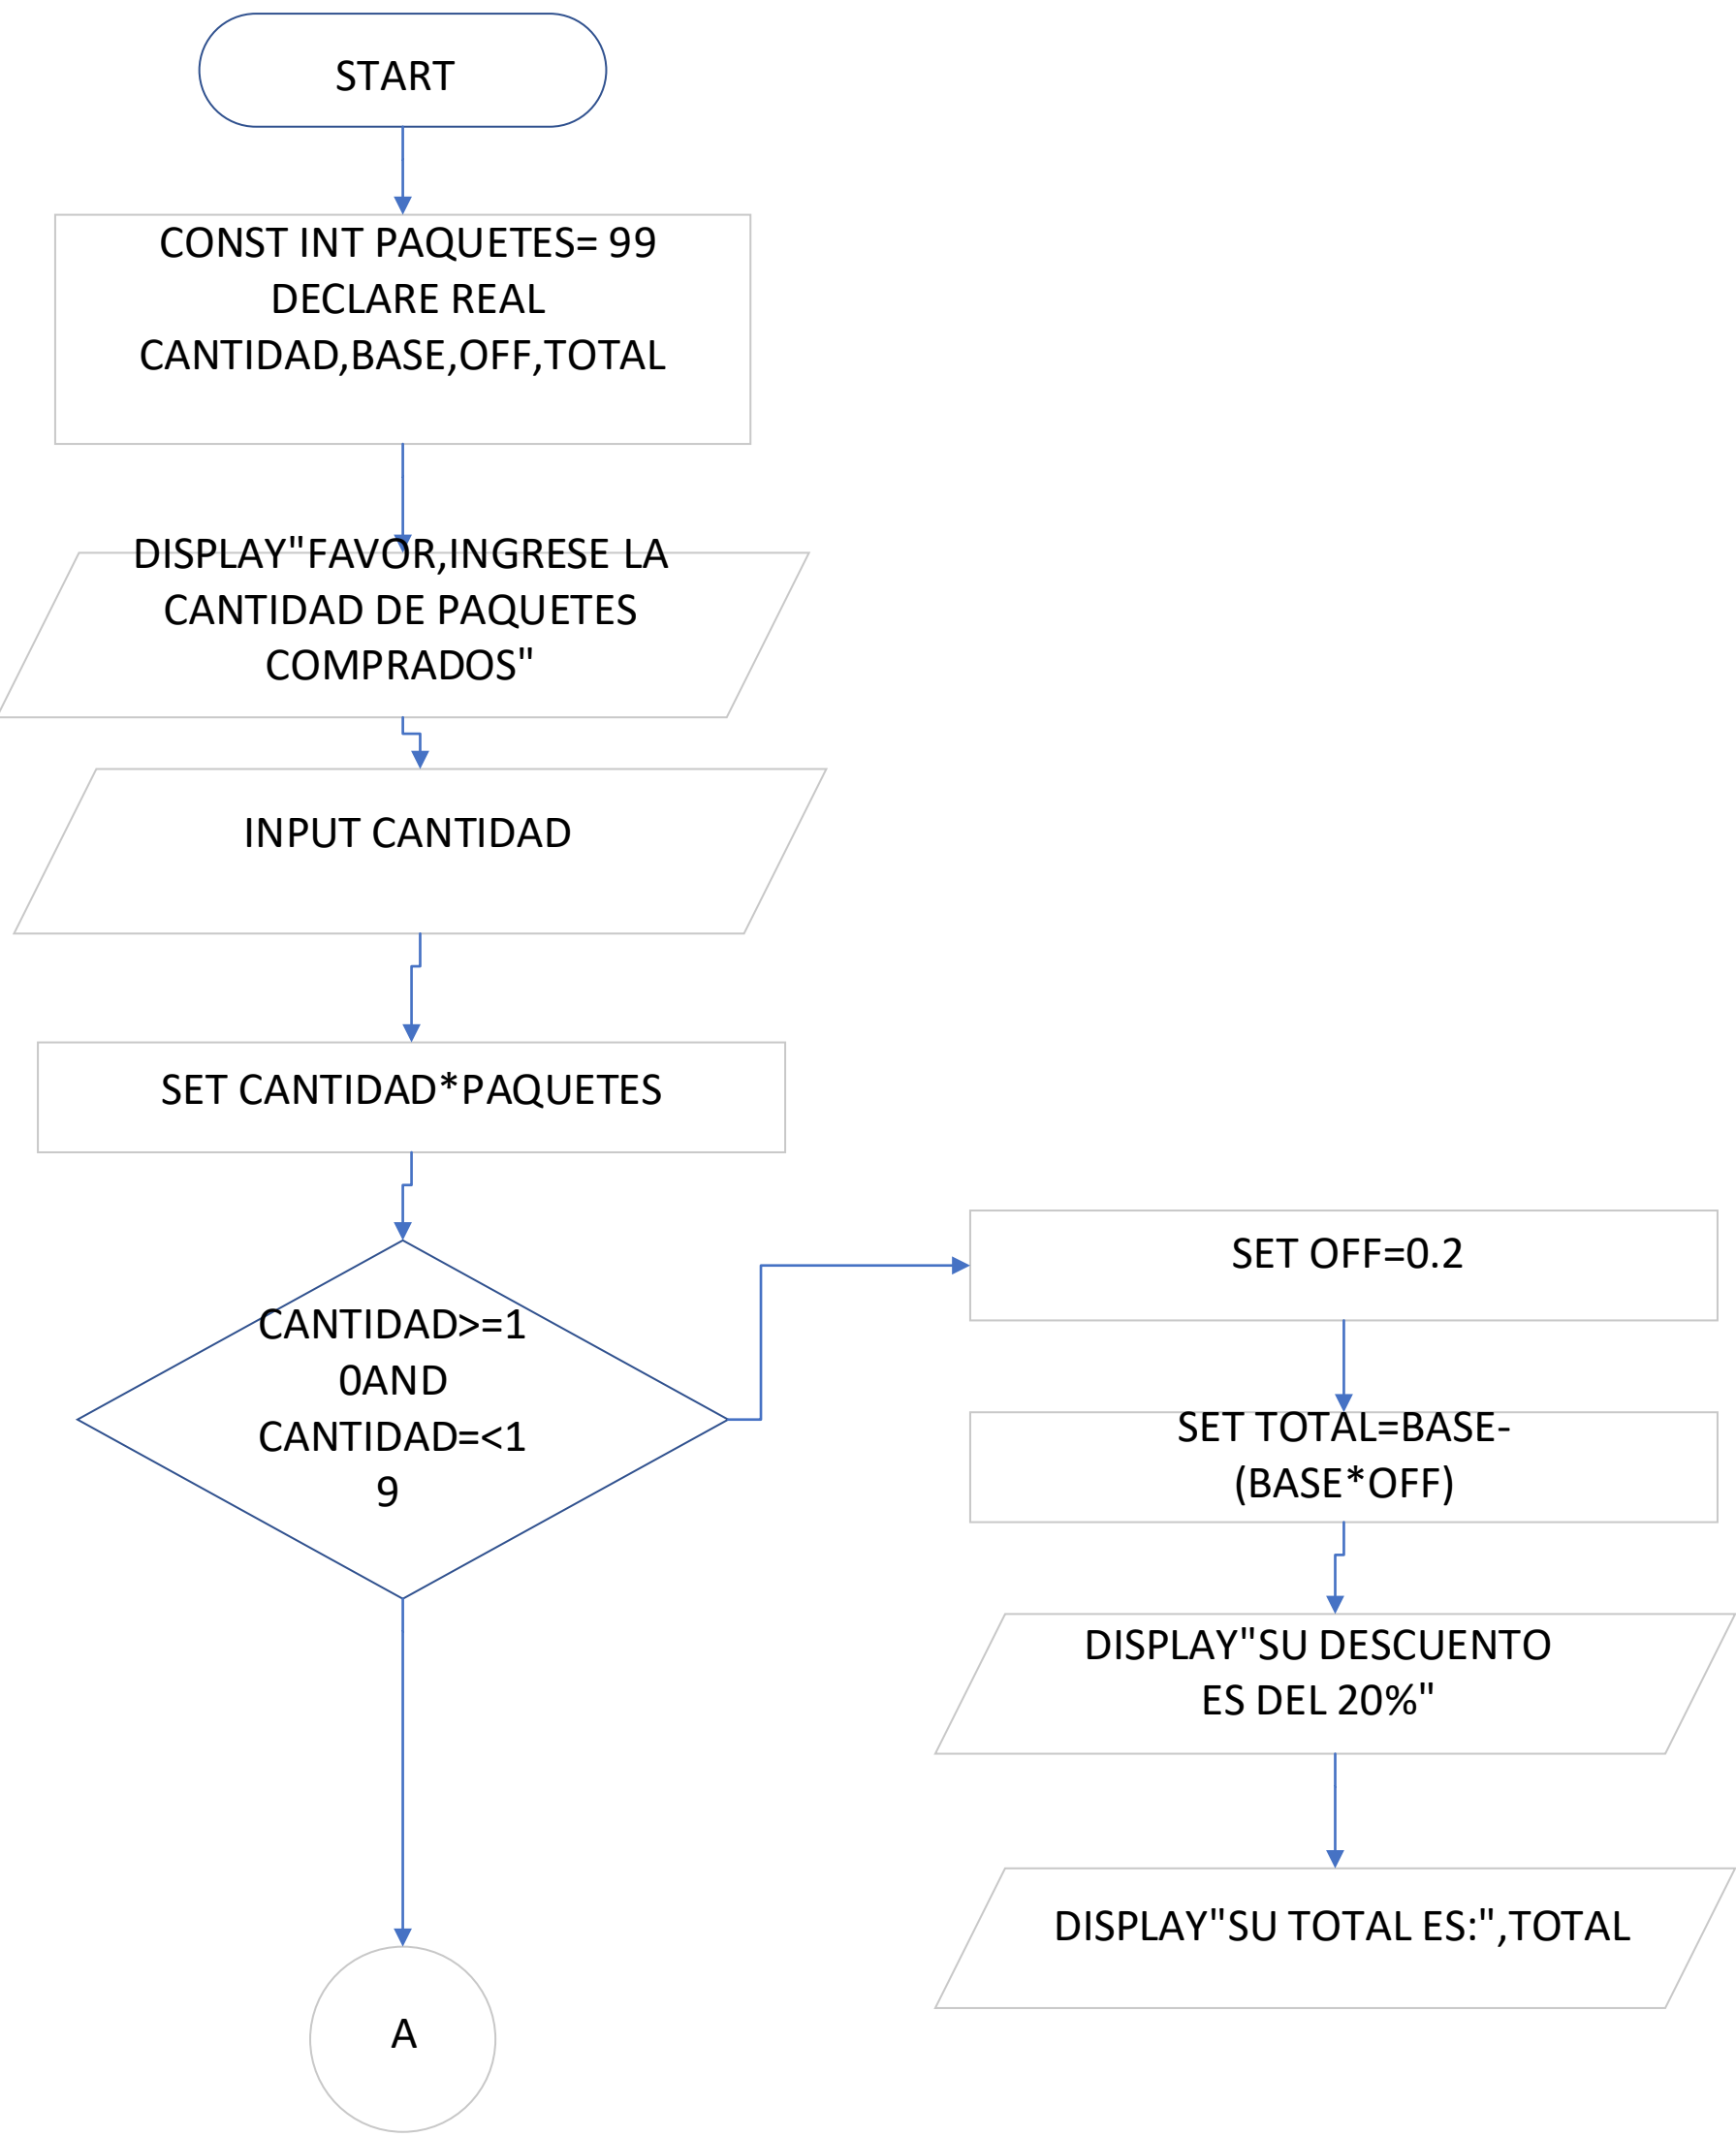 START
CONST INT PAQUETES= 99
DECLARE REAL
CANTIDAD,BASE,OFF,TOTAL
DISPLAY"FAVOR,INGRESE LA
CANTIDAD DE PAQUETES
COMPRADOS"
INPUT CANTIDAD
SET CANTIDAD*PAQUETES
CANTIDAD>=1
0AND
CANTIDAD=<1
9
SET OFF=0.2
SET TOTAL=BASE-
(BASE*OFF)
DISPLAY"SU DESCUENTO
ES DEL 20%"
DISPLAY"SU TOTAL ES:",TOTAL
A